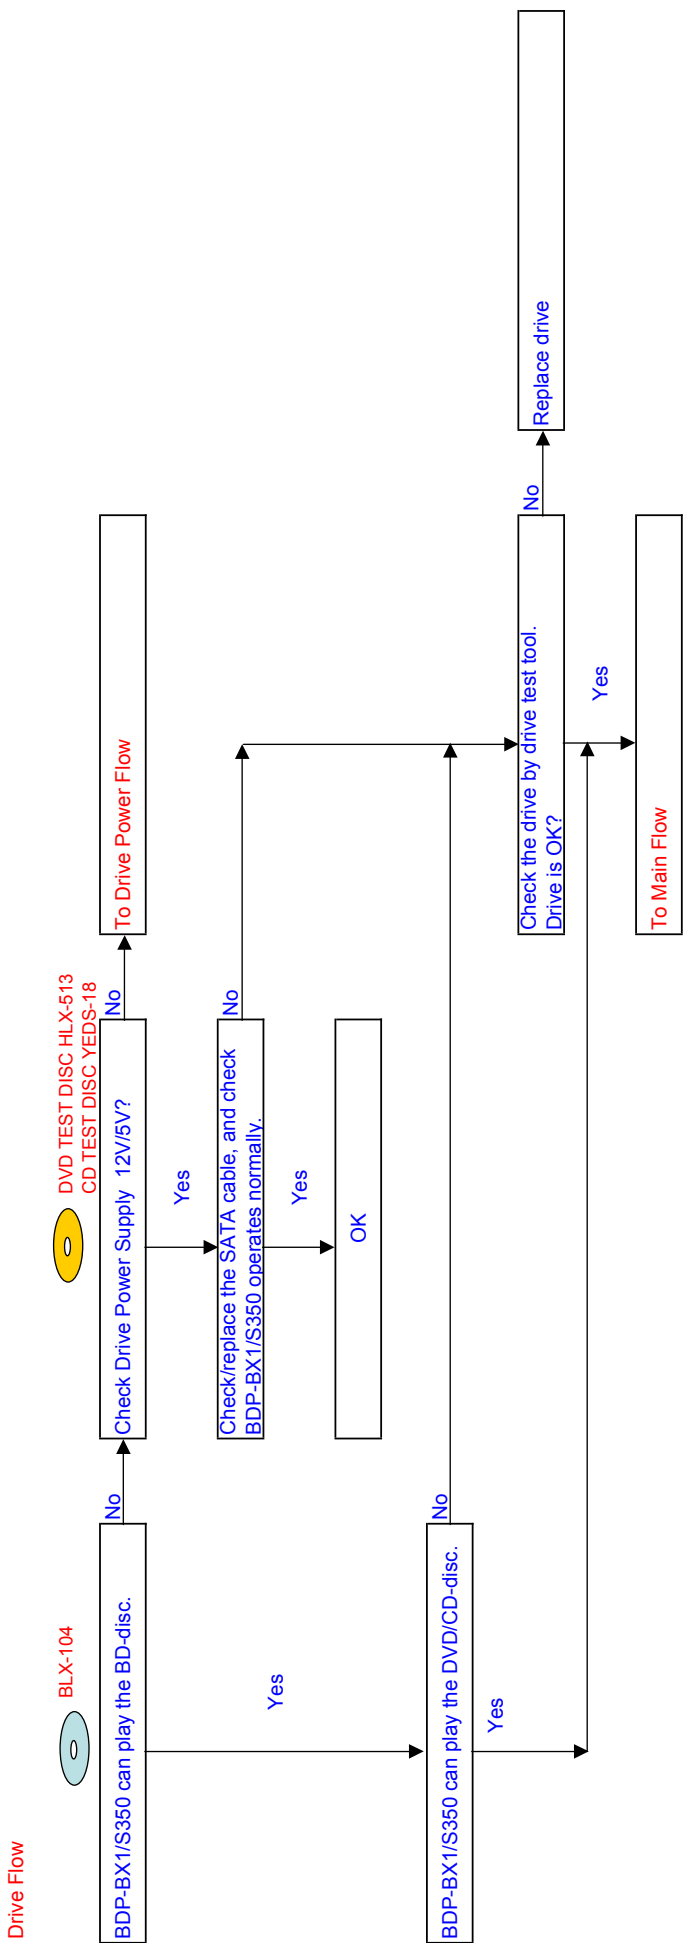 Drive Flow
BLX-104
DVD TEST DISC HLX-513
CD TEST DISC YEDS-18
BDP-BX1/S350 can play the BD-disc.
No
Check Drive Power Supply  12V/5V?
No
To Drive Power Flow
Yes
Yes
Check/replace the SATA cable, and check
BDP-BX1/S350 operates normally.
No
Yes
OK
BDP-BX1/S350 can play the DVD/CD-disc.
No
Yes
Check the drive by drive test tool.
Drive is OK?
No
Replace drive
Yes
To Main Flow